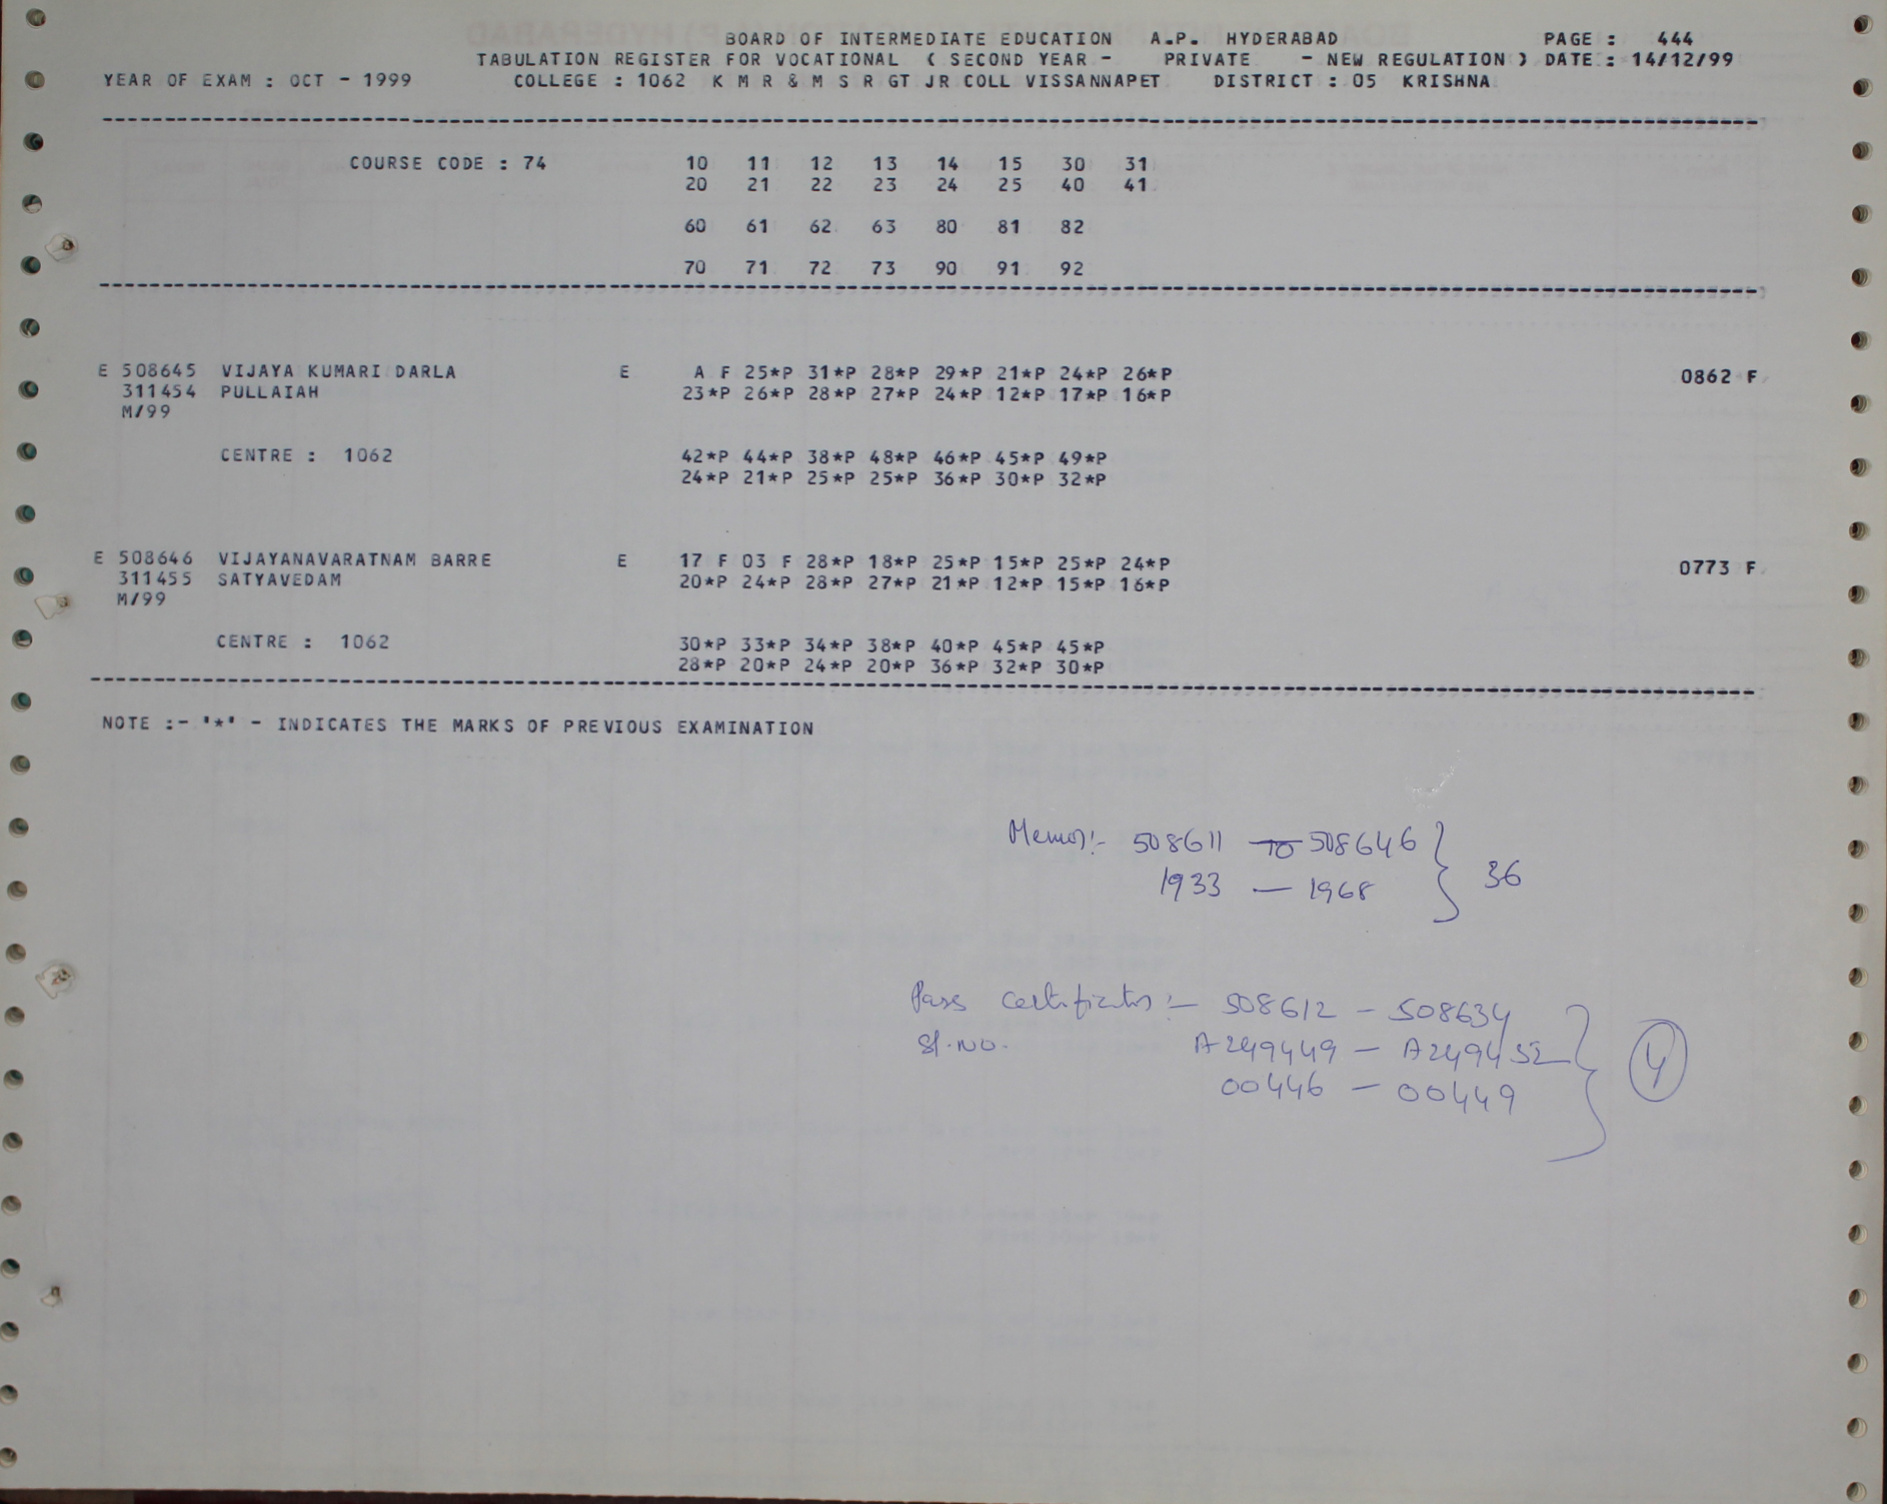 BOARD OF INTERMEDIATE EDUCATION A.P. HYDERABAD PAGE : 444
TABULATION REGISTER FOR VOCATIONAL ( SECOND YEAR - PRIVATE - NEW REGULATION ) DATE : 14/12/99
YEAR OF EXAM : OCT - 1999 COLLEGE : 1062 K M R & M S R GT JR COLL VISSANNAPET DISTRICT : 05 KRISHNA
COURSE CODE : 74 10 11 12 13 14 15 30 31
20 21 22 23 24 25 40 41
60 61 62 63 80 81 82
70 71 72 73 90 91 92
E 508645 VIJAYA KUMARI DARLA E A F 25*P 31*P 28*P 29*P 21*P 24*P 26*P 0862 F
311454 PULLAIAH 23*P 26*P 28*P 27*P 24*P 12*P 17*P 16*P
M/99
CENTRE : 1062 42*P 44*P 38*P 48*P 46*P 45*P 49*P
24*P 21*P 25*P 25*P 36*P 30*P 32*P
E 508646 VIJAYANAVARATNAM BARRE E 17 F 03 F 28*P 18*P 25*P 15*P 25*P 24*P 0773 F
311455 SATYAVEDAM 20*P 24*P 28*P 27*P 21*P 12*P 15*P 16*P
M/99
CENTRE : 1062 30*P 33*P 34*P 38*P 40*P 45*P 45*P
28*P 20*P 24*P 20*P 36*P 32*P 30*P
NOTE :- '*' - INDICATES THE MARKS OF PREVIOUS EXAMINATION
Memos:- 508611 TO 508646
1933 — 1968 } 36
Pass certificates :- 508612 - 508634
Sl.NO. A249449 - A249452 } 4
00446 - 00449